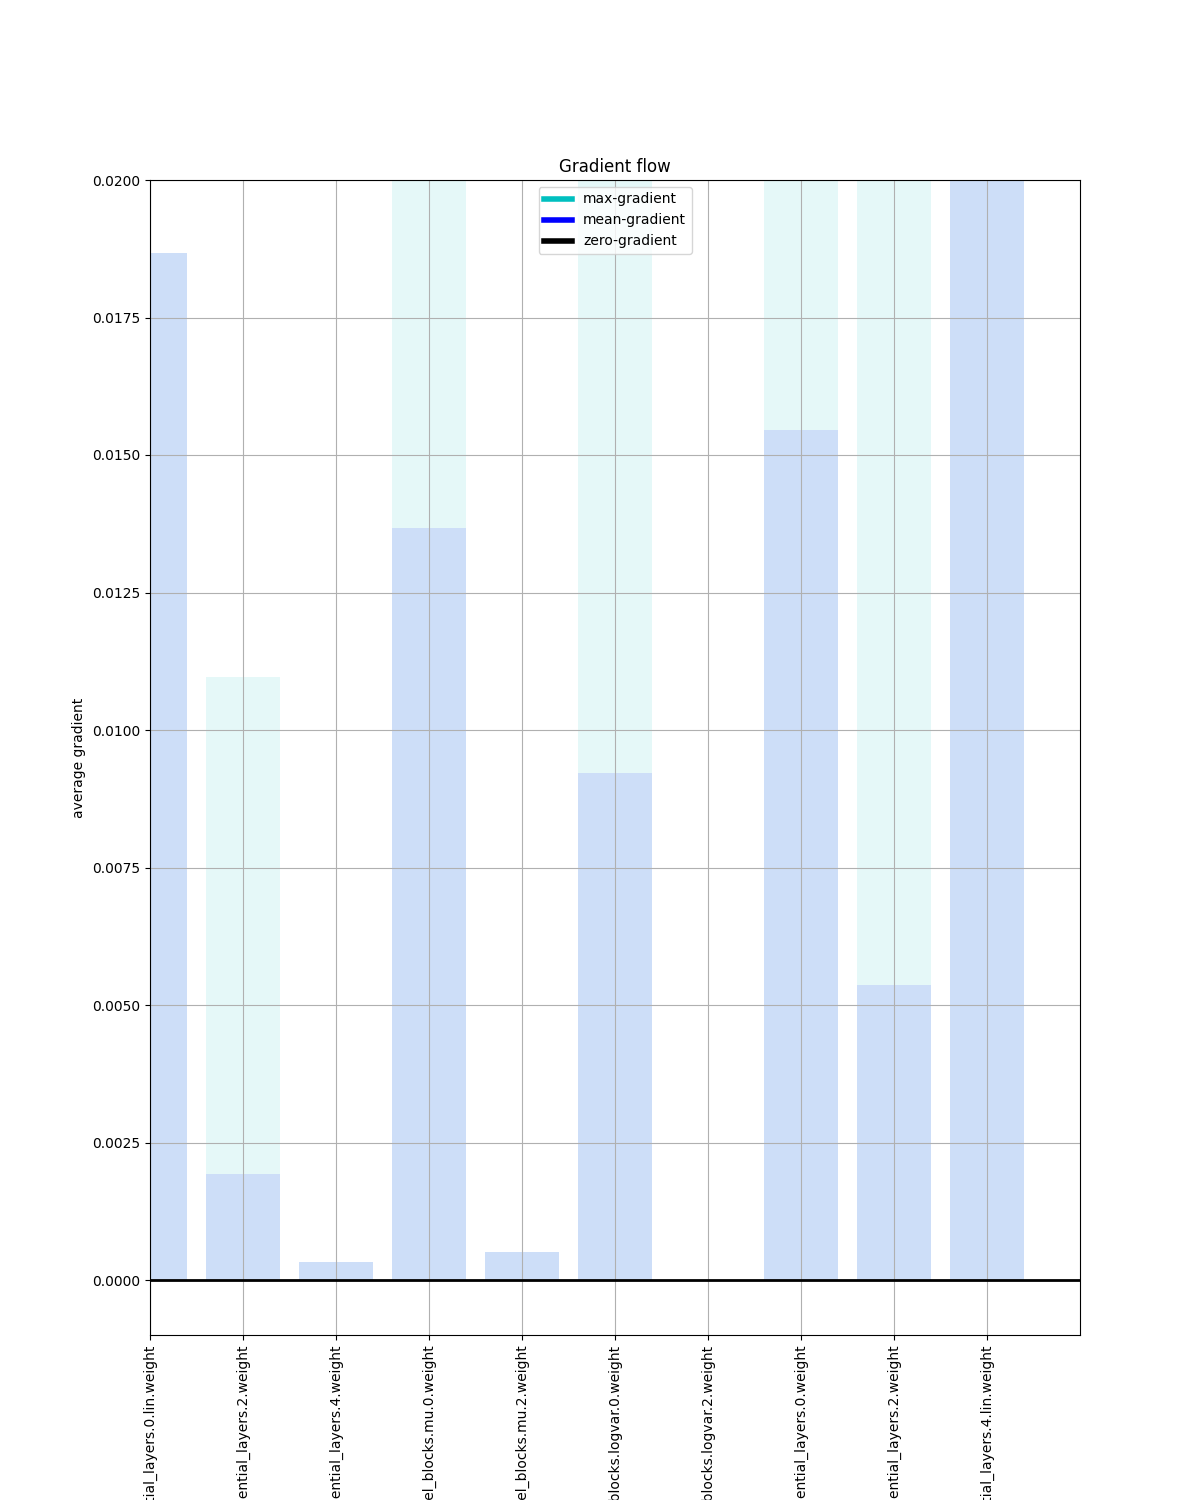 Gradient flow
max-gradient
mean-gradient
zero-gradient
0.0200
0.0175
0.0150
0.0125
0.0100
0.0075
0.0050
0.0025
0.0000
average gradient
tial_layers.0.lin.weight
ential_layers.2.weight
ential_layers.4.weight
el_blocks.mu.0.weight
el_blocks.mu.2.weight
blocks.logvar.0.weight
blocks.logvar.2.weight
ential_layers.0.weight
ential_layers.2.weight
tial_layers.4.lin.weight